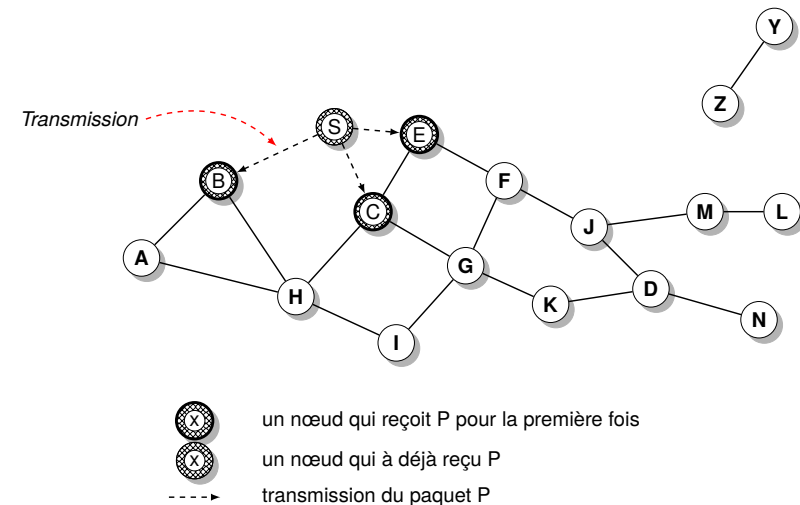 Y
Z
Transmission
S
E
B
F
C
M
L
J
A
G
H
D
K
N
I
x
un nœud qui reçoit P pour la première fois
x
un nœud qui à déjà reçu P
transmission du paquet P